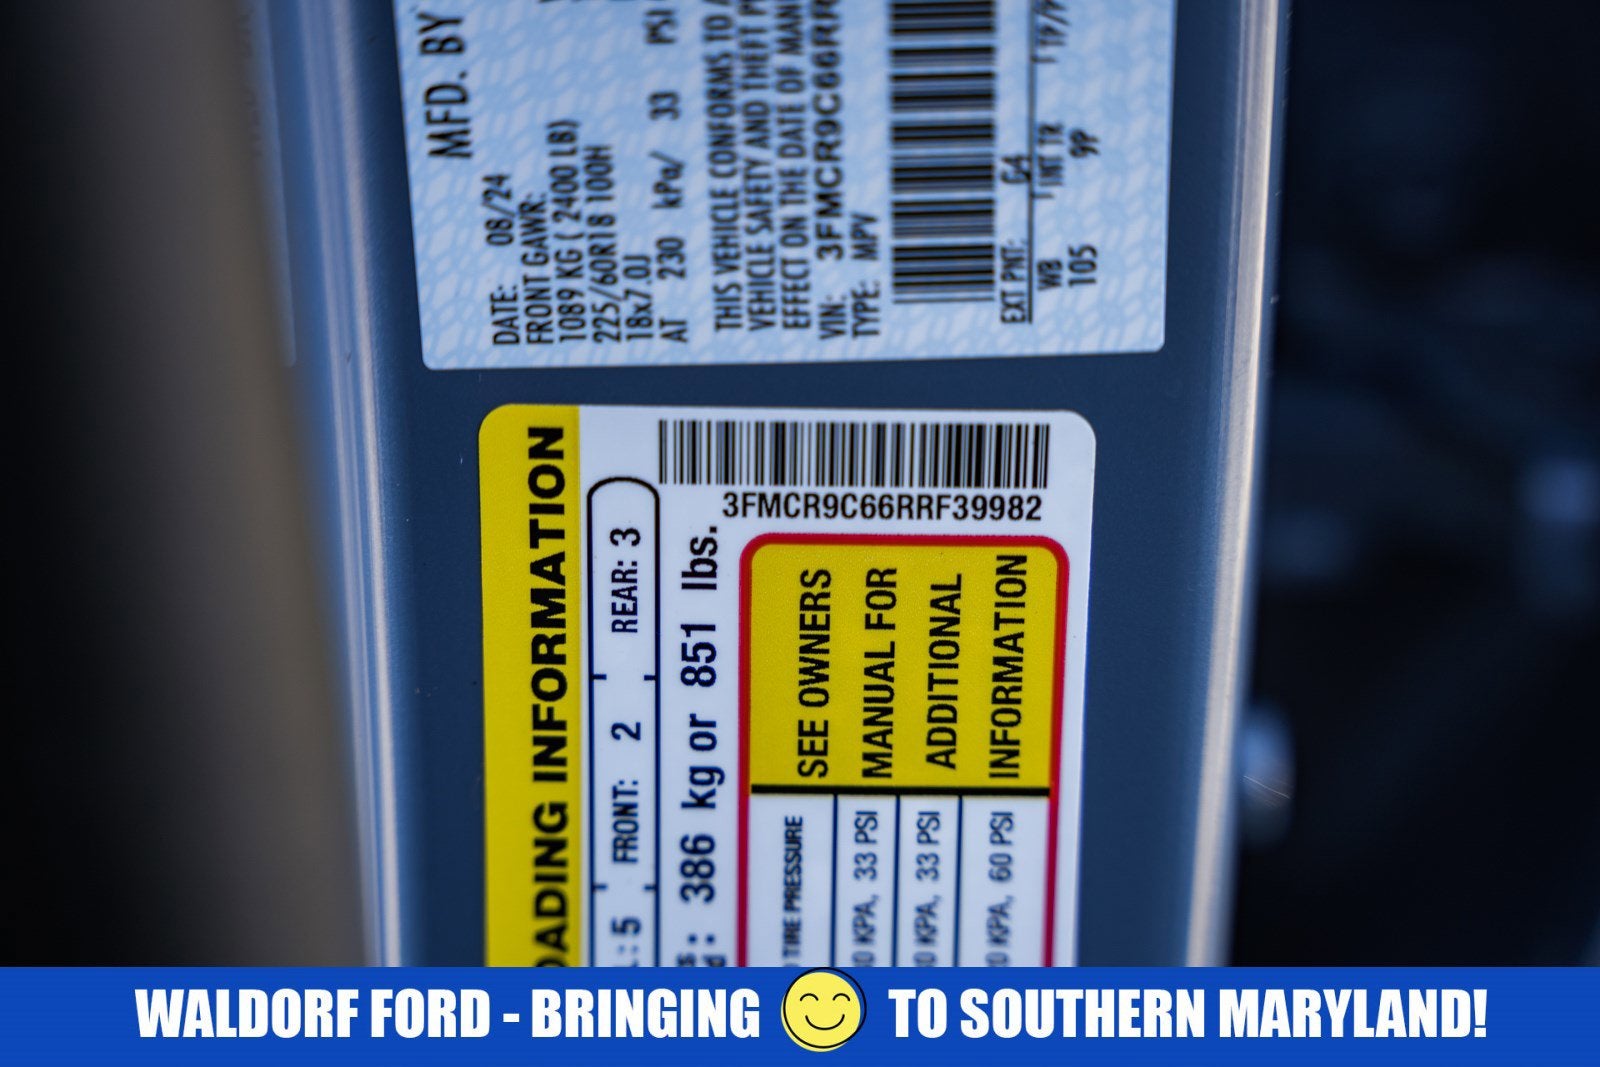 MFD. BY
DATE: 08/24
FRONT GAWR:
1089 KG ( 2400 LB)
225/60R18 100H
18x7.0J
AT 230 kPa/ 33 PSI
THIS VEHICLE CONFORMS TO
VEHICLE SAFETY AND THEFT
EFFECT ON THE DATE OF
VIN: 3FMCR9C66RR
TYPE: MPV
EXT PNT: G4
WB INT TR
105 9P
LOADING INFORMATION
5 FRONT: 2 REAR: 3
: 386 kg or 851 lbs.
3FMCR9C66RRF39982
TIRE PRESSURE
KPA, 33 PSI
KPA, 33 PSI
KPA, 60 PSI
SEE OWNERS
MANUAL FOR
ADDITIONAL
INFORMATION
WALDORF FORD - BRINGING TO SOUTHERN MARYLAND!